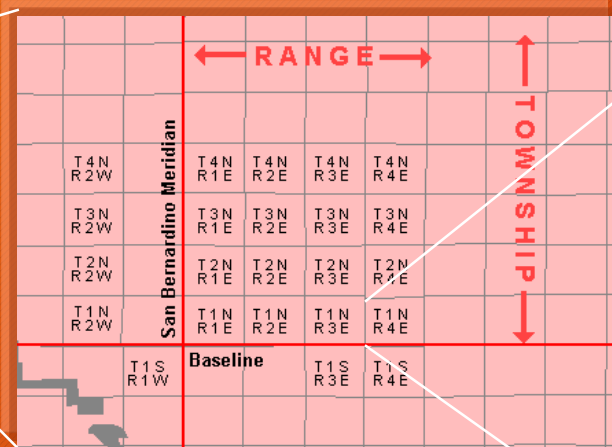 RANGE
TOWNSHIP
San Bernardino Meridian
T4N
R2W
T4N
R1E
T4N
R2E
T4N
R3E
T4N
R4E
T3N
R2W
T3N
R1E
T3N
R2E
T3N
R3E
T3N
R4E
T2N
R2W
T2N
R1E
T2N
R2E
T2N
R3E
T2N
R4E
T1N
R2W
T1N
R1E
T1N
R2E
T1N
R3E
T1N
R4E
Baseline
T1S
R1W
T1S
R3E
T1S
R4E